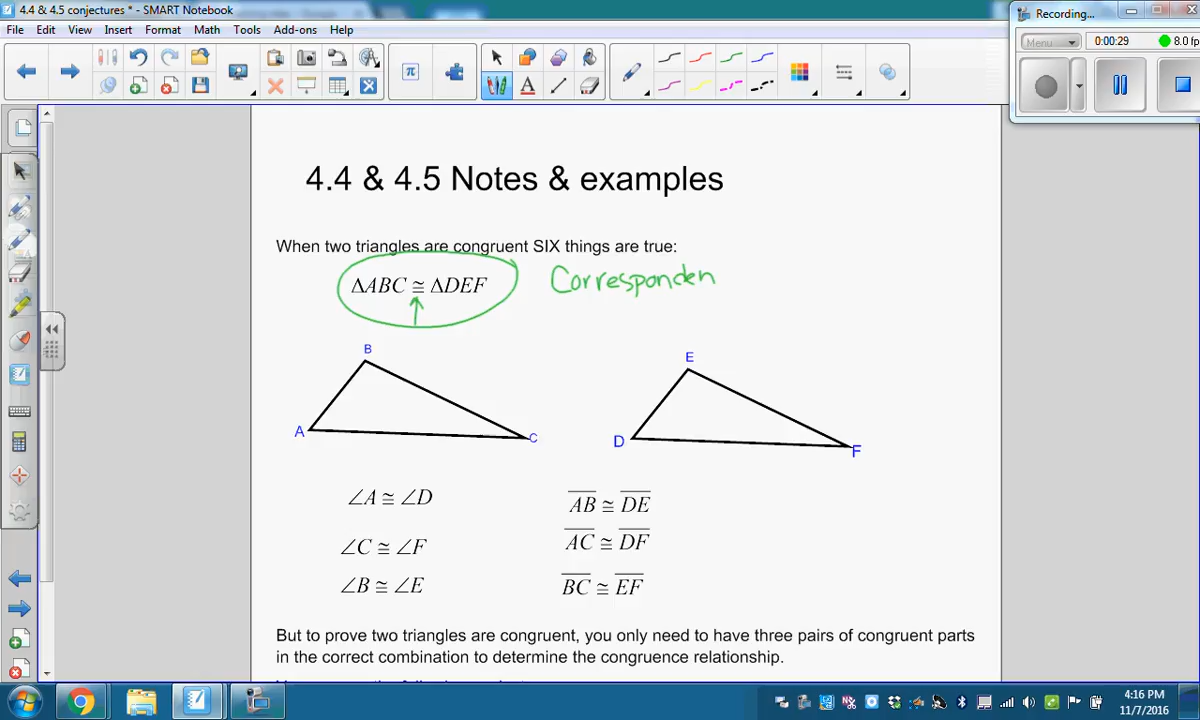 4.4 & 4.5 conjectures * - SMART Notebook
Recording...
File Edit View Insert Format Math Tools Add-ons Help
Menu 0:00:29 8.0 fp
π
A
4.4 & 4.5 Notes & examples
When two triangles are congruent SIX things are true:
ΔABC ≅ ΔDEF Corresponden
B E
A C D F
∠A ≅ ∠D AB ≅ DE
∠C ≅ ∠F AC ≅ DF
∠B ≅ ∠E BC ≅ EF
But to prove two triangles are congruent, you only need to have three pairs of congruent parts
in the correct combination to determine the congruence relationship.
4:16 PM
11/7/2016